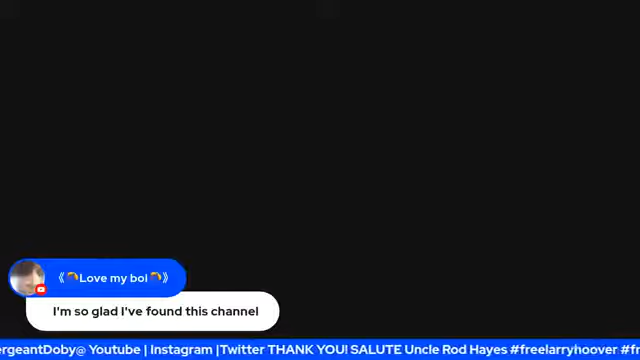 《🪂Love my bol🪂》
I'm so glad I've found this channel
ergeantDoby@ Youtube | Instagram |Twitter THANK YOU! SALUTE Uncle Rod Hayes #freelarryhoover #fr